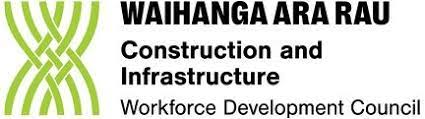 WAIHANGA ARA RAU
Construction and
Infrastructure
Workforce Development Council